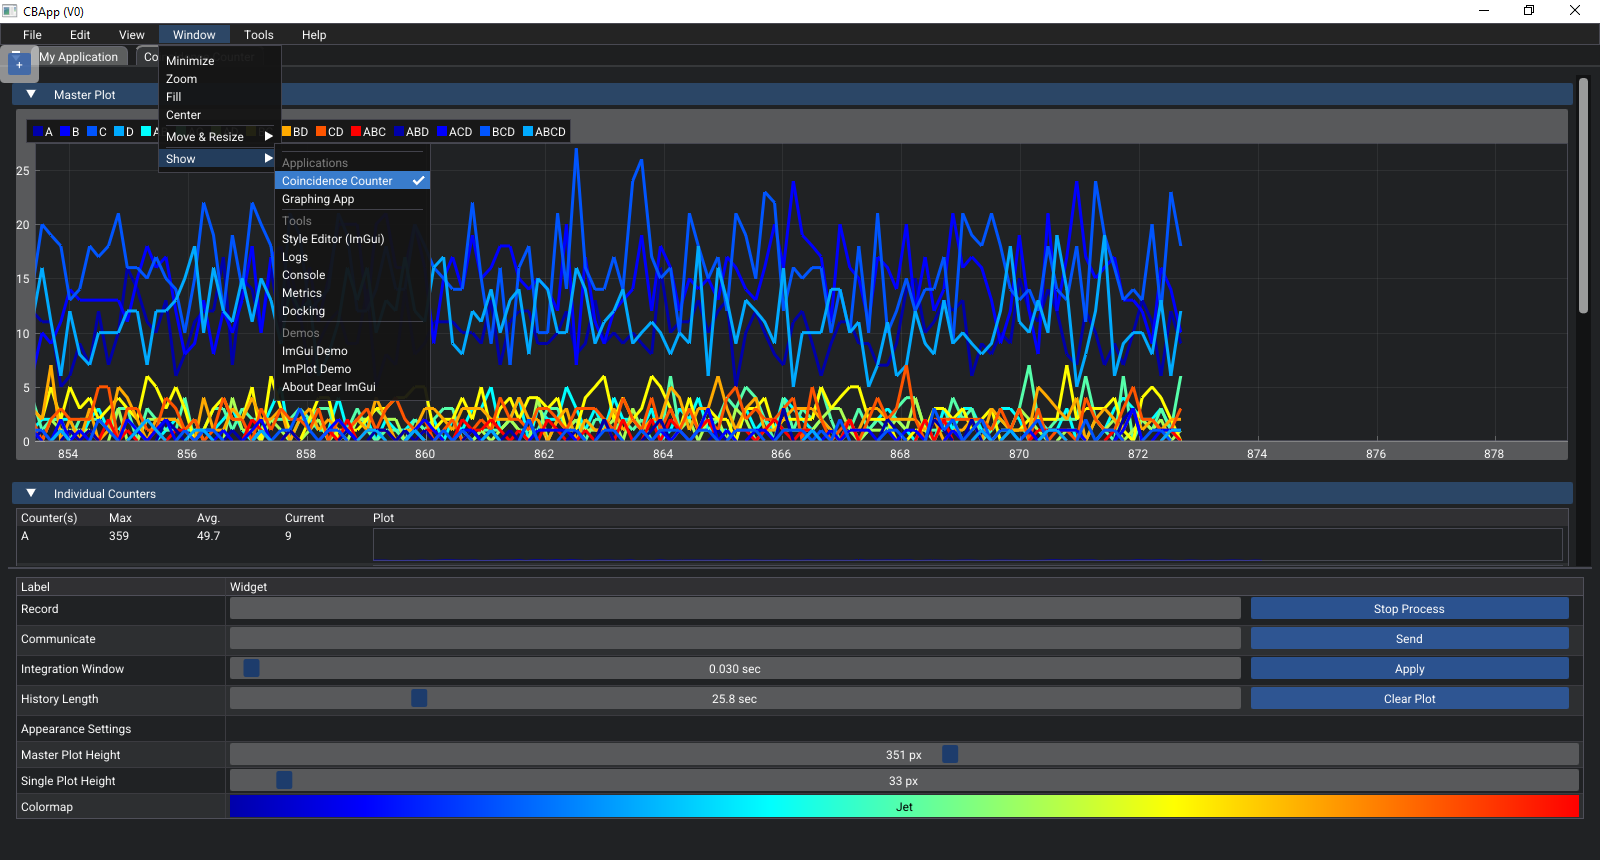 CBApp (V0)
File Edit View Window Tools Help
+ My Application Co
Minimize
Zoom
Fill
Center
Move & Resize
Show
Applications
Coincidence Counter
Graphing App
Tools
Style Editor (ImGui)
Logs
Console
Metrics
Docking
Demos
ImGui Demo
ImPlot Demo
About Dear ImGui
Master Plot
A B C D A BD CD ABC ABD ACD BCD ABCD
25
20
15
10
5
0
854 856 858 860 862 864 866 868 870 872 874 876 878
Individual Counters
Counter(s) Max Avg. Current Plot
A 359 49.7 9
Label Widget
Record Stop Process
Communicate Send
Integration Window 0.030 sec Apply
History Length 25.8 sec Clear Plot
Appearance Settings
Master Plot Height 351 px
Single Plot Height 33 px
Colormap Jet